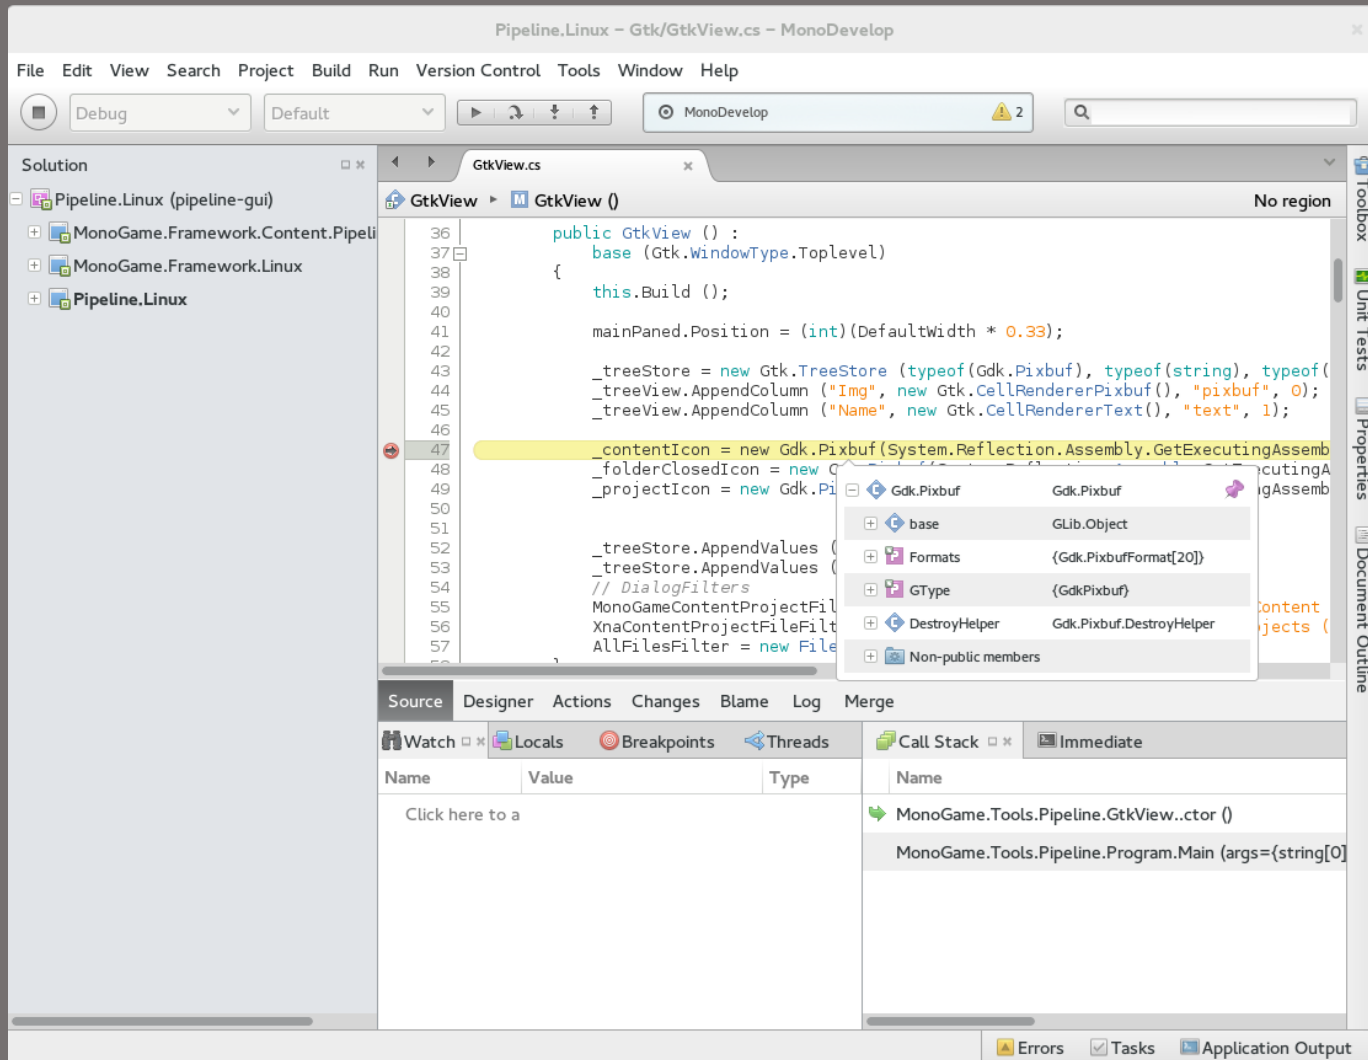 Pipeline.Linux – Gtk/GtkView.cs – MonoDevelop
File Edit View Search Project Build Run Version Control Tools Window Help
Debug Default MonoDevelop 2
Solution
GtkView.cs
Pipeline.Linux (pipeline-gui)
MonoGame.Framework.Content.Pipeli
MonoGame.Framework.Linux
Pipeline.Linux
GtkView GtkView () No region
36 public GtkView () :
37 base (Gtk.WindowType.Toplevel)
38 {
39 this.Build ();
40
41 mainPaned.Position = (int)(DefaultWidth * 0.33);
42
43 _treeStore = new Gtk.TreeStore (typeof(Gdk.Pixbuf), typeof(string), typeof(
44 _treeView.AppendColumn ("Img", new Gtk.CellRendererPixbuf(), "pixbuf", 0);
45 _treeView.AppendColumn ("Name", new Gtk.CellRendererText(), "text", 1);
46
47 _contentIcon = new Gdk.Pixbuf(System.Reflection.Assembly.GetExecutingAssemb
48 _folderClosedIcon = new
49 _projectIcon = new Gdk.Pi ngAssemb
50
51
52 _treeStore.AppendValues (
53 _treeStore.AppendValues (
54 // DialogFilters
55 MonoGameContentProjectFil Content
56 XnaContentProjectFileFilt jects (
57 AllFilesFilter = new File
Gdk.Pixbuf Gdk.Pixbuf
base GLib.Object
Formats {Gdk.PixbufFormat[20]}
GType {GdkPixbuf}
DestroyHelper Gdk.Pixbuf.DestroyHelper
Non-public members
Toolbox
Unit Tests
Properties
Document Outline
Source Designer Actions Changes Blame Log Merge
Watch Locals Breakpoints Threads
Name Value Type
Click here to a
Call Stack Immediate
Name
MonoGame.Tools.Pipeline.GtkView..ctor ()
MonoGame.Tools.Pipeline.Program.Main (args={string[0]
Errors Tasks Application Output